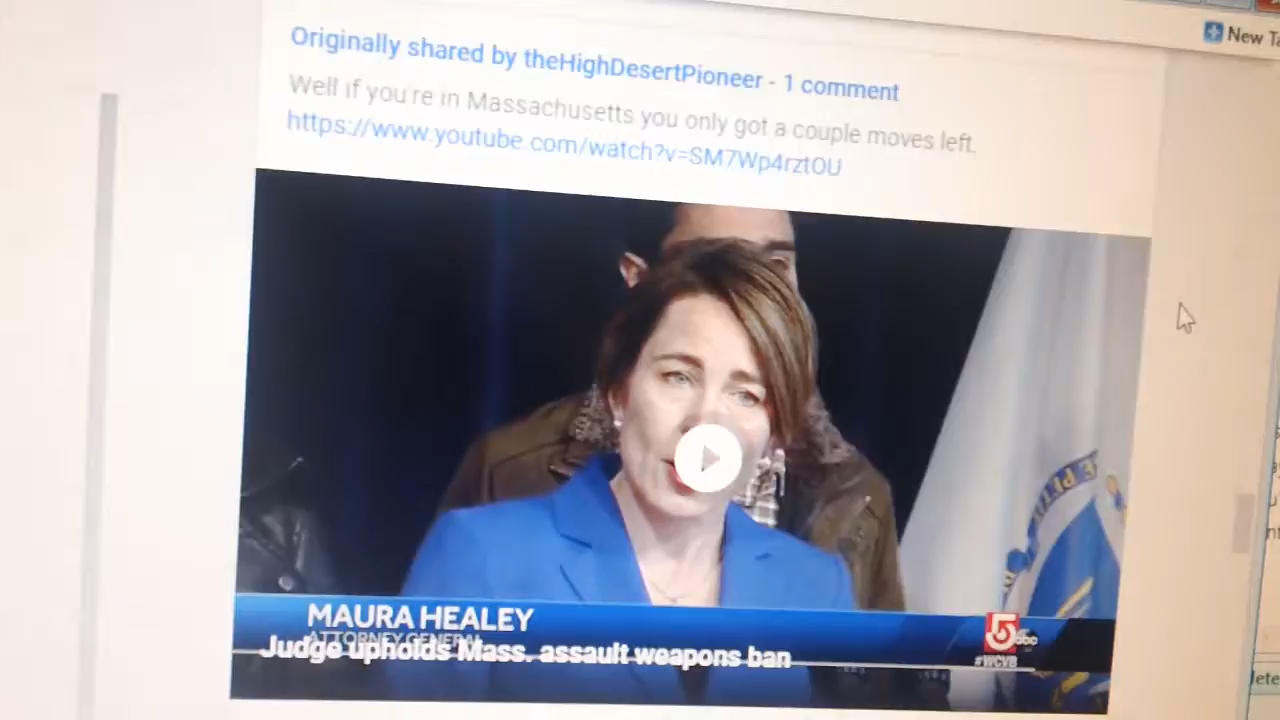 New Ta
Originally shared by theHighDesertPioneer - 1 comment
Well if you're in Massachusetts you only got a couple moves left.
https://www.youtube.com/watch?v=SM7Wp4rztOU
MAURA HEALEY
ATTORNEY GENERAL
Judge upholds Mass. assault weapons ban
5 abc
#WCVB